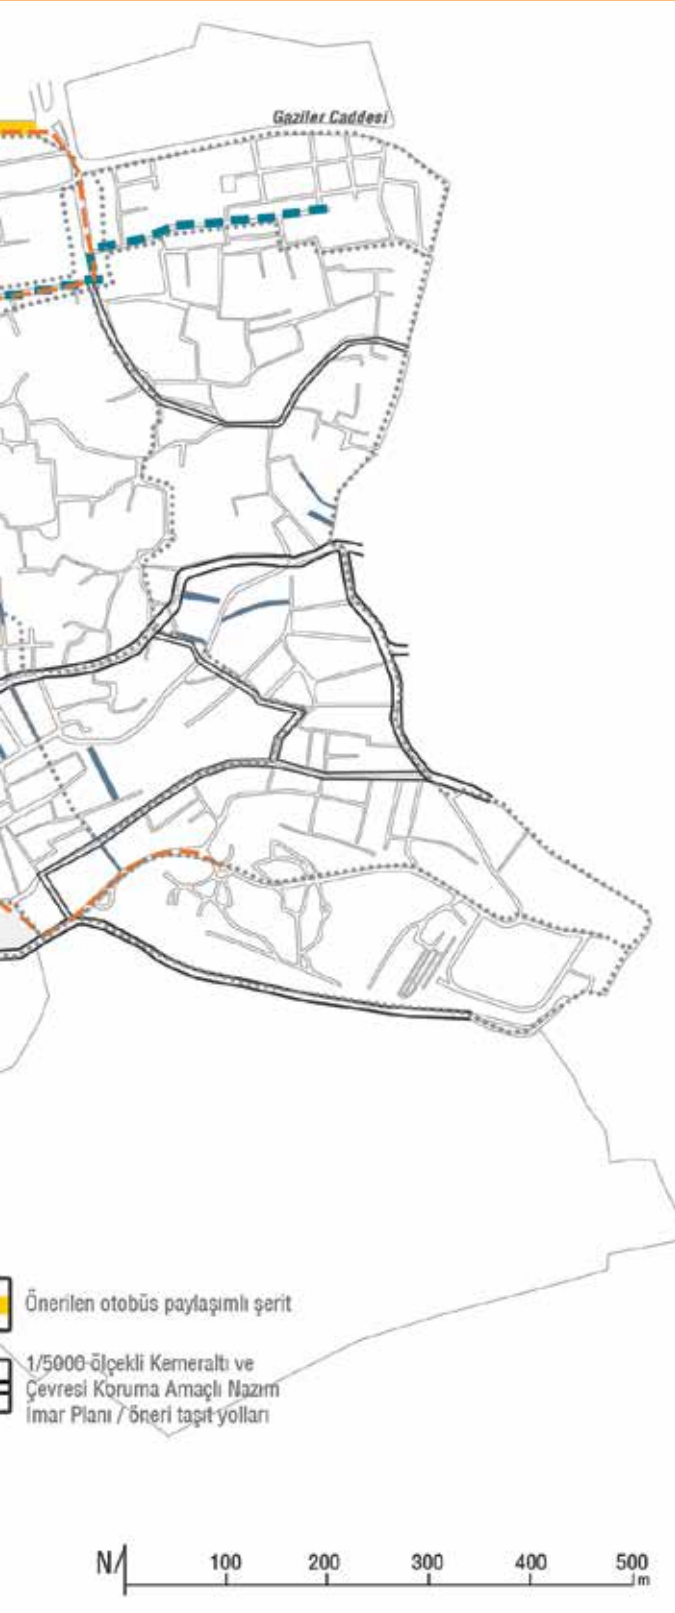 Gaziler Caddesi
Önerilen otobüs paylaşımlı şerit
1/5000 ölçekli Kemeraltı ve
Çevresi Koruma Amaçlı Nazım
İmar Planı / öneri taşıt yolları
N/ 100 200 300 400 500
m